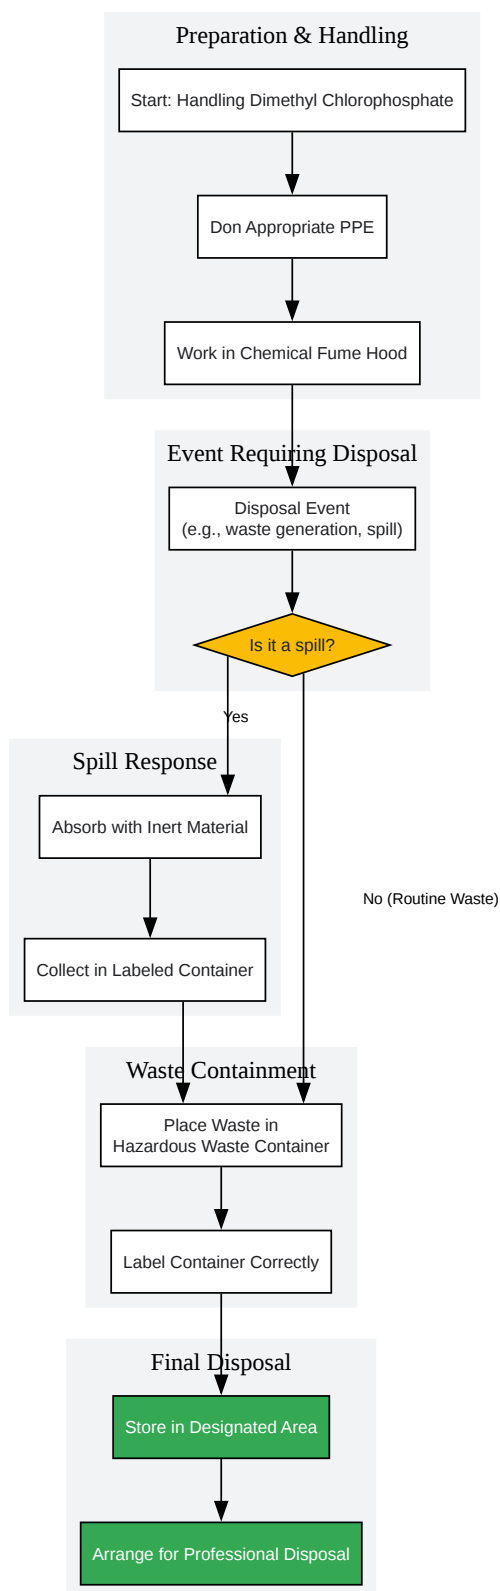 Preparation & Handling
Start: Handling Dimethyl Chlorophosphate
Don Appropriate PPE
Work in Chemical Fume Hood
Event Requiring Disposal
Disposal Event
(e.g., waste generation, spill)
Is it a spill?
Yes
Spill Response
Absorb with Inert Material
No (Routine Waste)
Collect in Labeled Container
Waste Containment
Place Waste in
Hazardous Waste Container
Label Container Correctly
Final Disposal
Store in Designated Area
Arrange for Professional Disposal